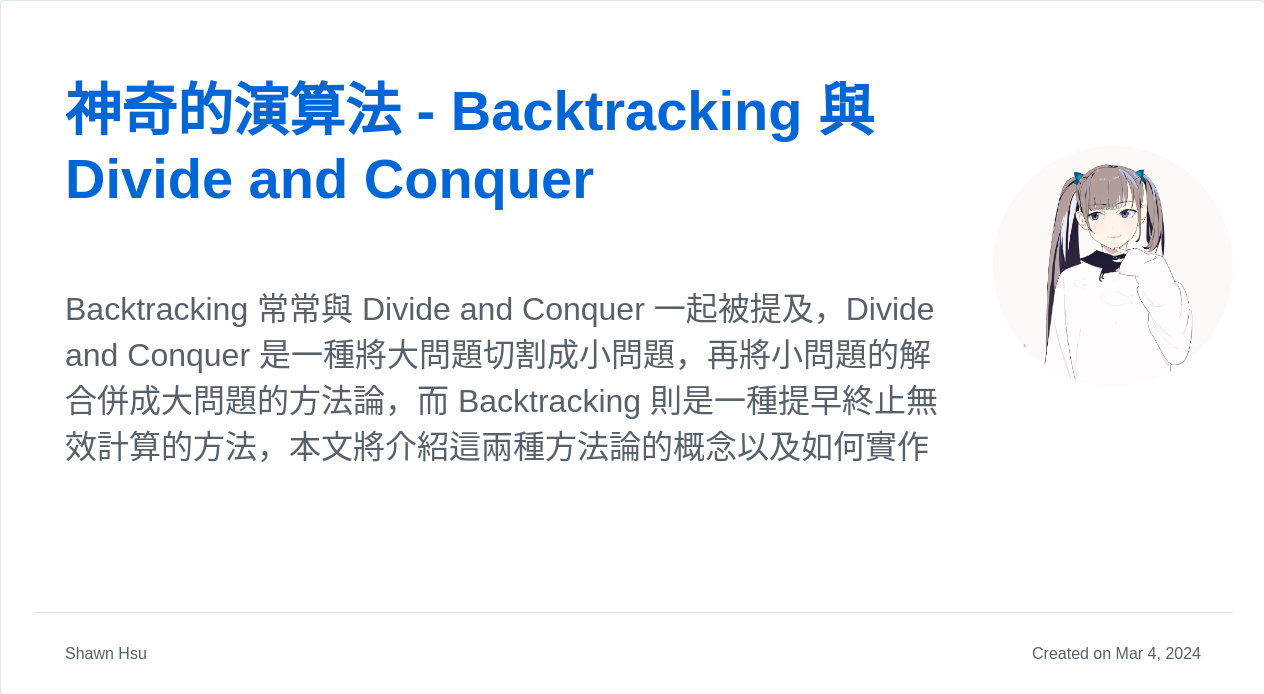 神奇的演算法 - Backtracking 與
Divide and Conquer
Backtracking 常常與 Divide and Conquer 一起被提及，Divide
and Conquer 是一種將大問題切割成小問題，再將小問題的解
合併成大問題的方法論，而 Backtracking 則是一種提早終止無
效計算的方法，本文將介紹這兩種方法論的概念以及如何實作
Shawn Hsu
Created on Mar 4, 2024